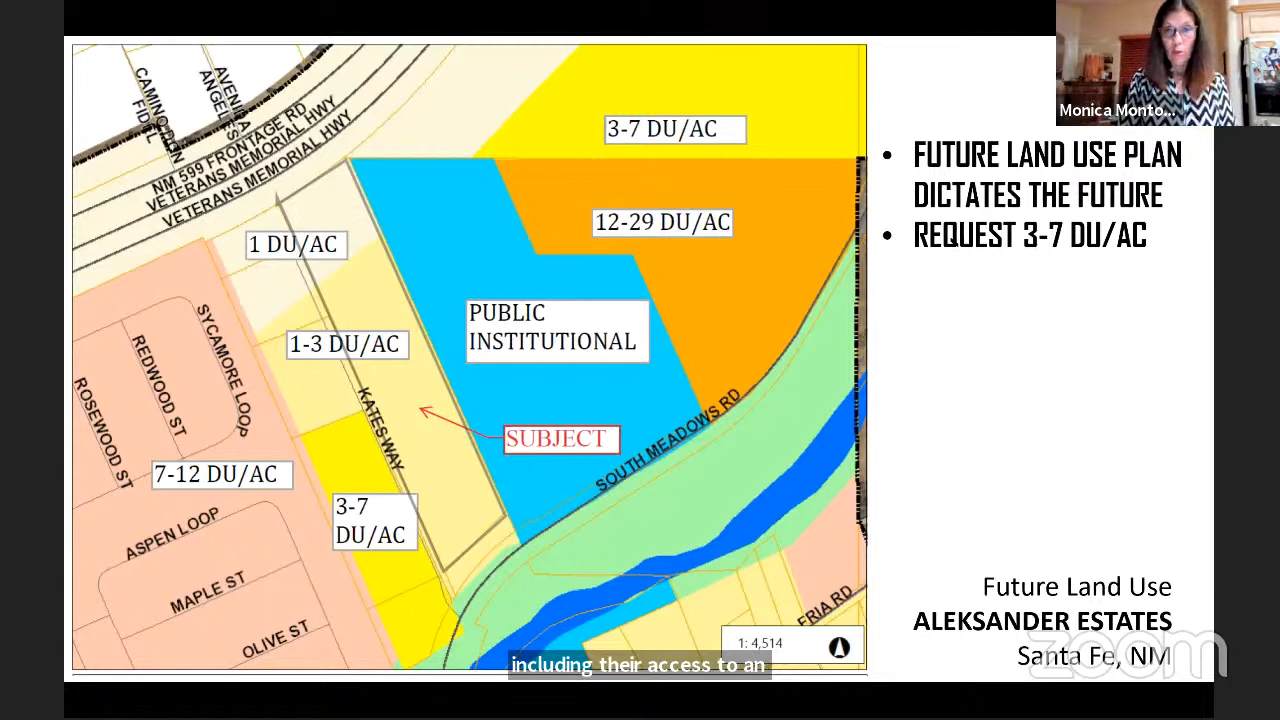 Monica Monto...
CAMINO DON
FIDEL
AVENIDA
ANGELES
NM 599 FRONTAGE RD
VETERANS MEMORIAL HWY
VETERANS MEMORIAL HWY
3-7 DU/AC
12-29 DU/AC
1 DU/AC
PUBLIC
INSTITUTIONAL
1-3 DU/AC
SYCAMORE LOOP
REDWOOD ST
ROSEWOOD ST
KATES WAY
SUBJECT
SOUTH MEADOWS RD
7-12 DU/AC
3-7
DU/AC
ASPEN LOOP
MAPLE ST
OLIVE ST
FRIA RD
1: 4,514
• FUTURE LAND USE PLAN
DICTATES THE FUTURE
• REQUEST 3-7 DU/AC
Future Land Use
ALEKSANDER ESTATES
Santa Fe, NM
zoom
including their access to an